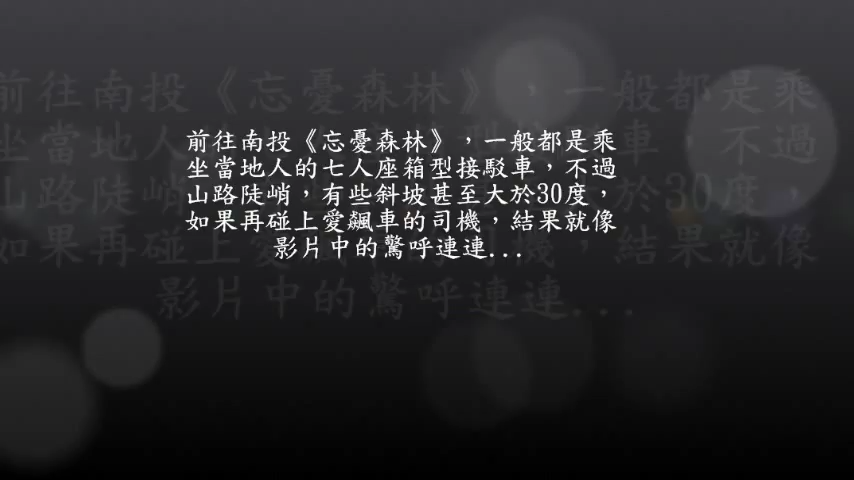 前往南投《忘憂森林》，一般都是乘
坐當地人的七人座箱型接駁車，不過
山路陡峭，有些斜坡甚至大於30度，
如果再碰上愛飆車的司機，結果就像
影片中的驚呼連連...